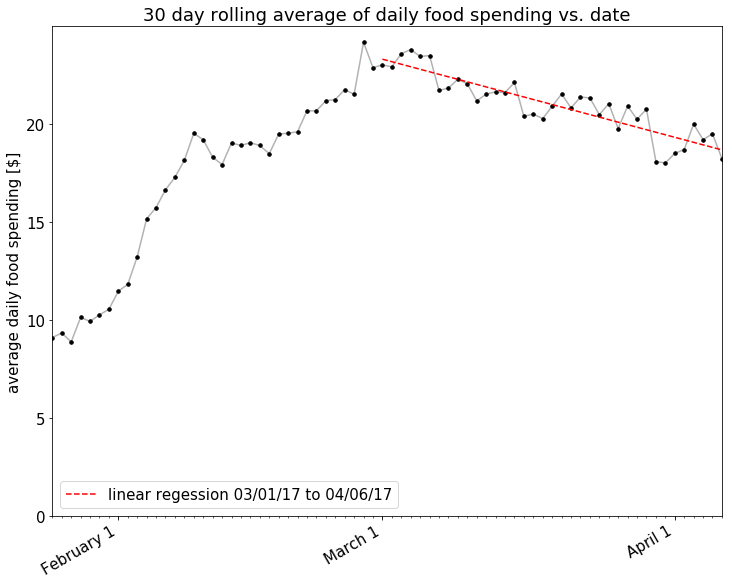 30 day rolling average of daily food spending vs. date
average daily food spending [$]
20
15
10
5
0
linear regession 03/01/17 to 04/06/17
February 1
March 1
April 1